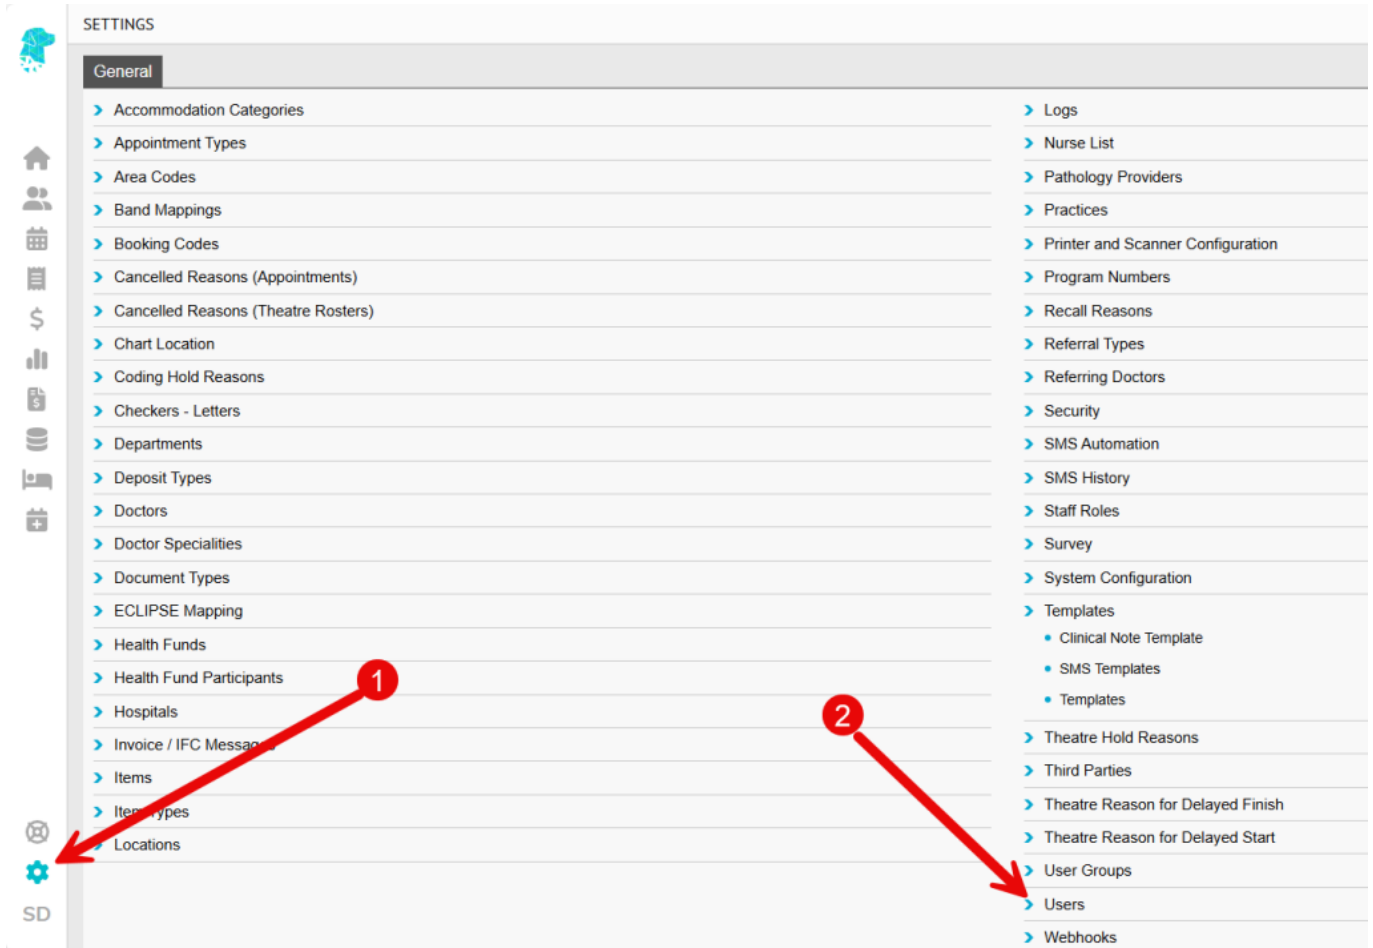 SETTINGS
General
Accommodation Categories
Appointment Types
Area Codes
Band Mappings
Booking Codes
Cancelled Reasons (Appointments)
Cancelled Reasons (Theatre Rosters)
Chart Location
Coding Hold Reasons
Checkers - Letters
Departments
Deposit Types
Doctors
Doctor Specialities
Document Types
ECLIPSE Mapping
Health Funds
Health Fund Participants
1
Hospitals
Invoice / IFC Messages
Items
Item Types
Locations
SD
Logs
Nurse List
Pathology Providers
Practices
Printer and Scanner Configuration
Program Numbers
Recall Reasons
Referral Types
Referring Doctors
Security
SMS Automation
SMS History
Staff Roles
Survey
System Configuration
Templates
Clinical Note Template
SMS Templates
Templates
2
Theatre Hold Reasons
Third Parties
Theatre Reason for Delayed Finish
Theatre Reason for Delayed Start
User Groups
Users
Webhooks